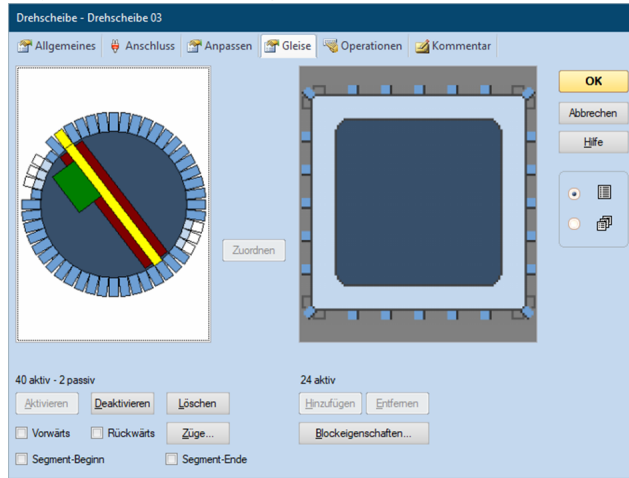 Drehscheibe - Drehscheibe 03
Allgemeines Anschluss Anpassen Gleise Operationen Kommentar
OK
Abbrechen
Hilfe
Zuordnen
40 aktiv - 2 passiv
24 aktiv
Aktivieren Deaktivieren Löschen
Hinzufügen Entfernen
Vorwärts Rückwärts Züge...
Blockeigenschaften...
Segment-Beginn Segment-Ende